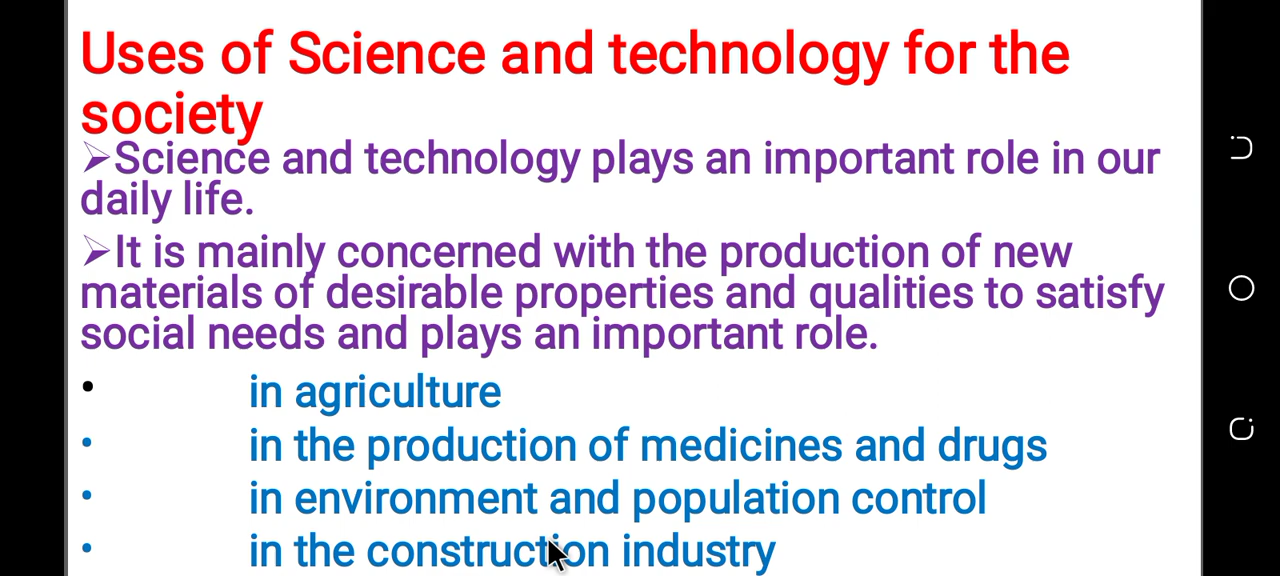 Uses of Science and technology for the
society
➢Science and technology plays an important role in our
daily life.
➢It is mainly concerned with the production of new
materials of desirable properties and qualities to satisfy
social needs and plays an important role.
• in agriculture
• in the production of medicines and drugs
• in environment and population control
• in the construction industry